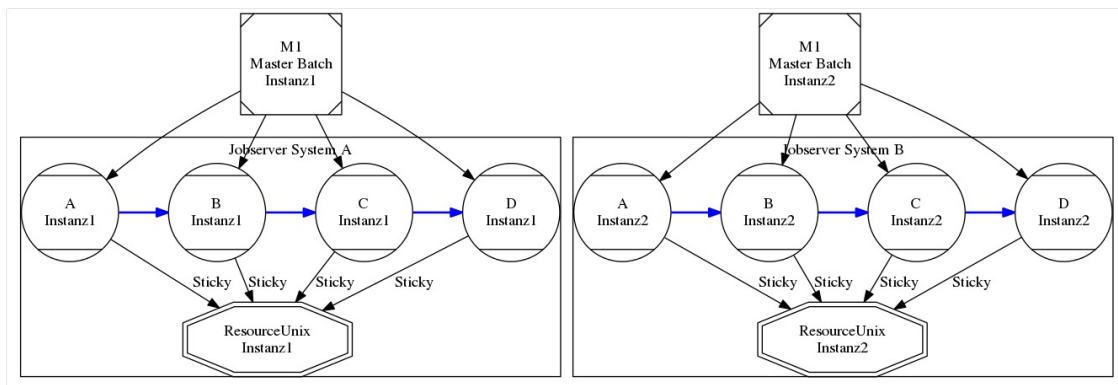 M1
Master Batch
Instanz1
M1
Master Batch
Instanz2
Jobserver System A
Jobserver System B
A
Instanz1
B
Instanz1
C
Instanz1
D
Instanz1
A
Instanz2
B
Instanz2
C
Instanz2
D
Instanz2
Sticky
Sticky
Sticky
Sticky
Sticky
Sticky
Sticky
Sticky
ResourceUnix
Instanz1
ResourceUnix
Instanz2